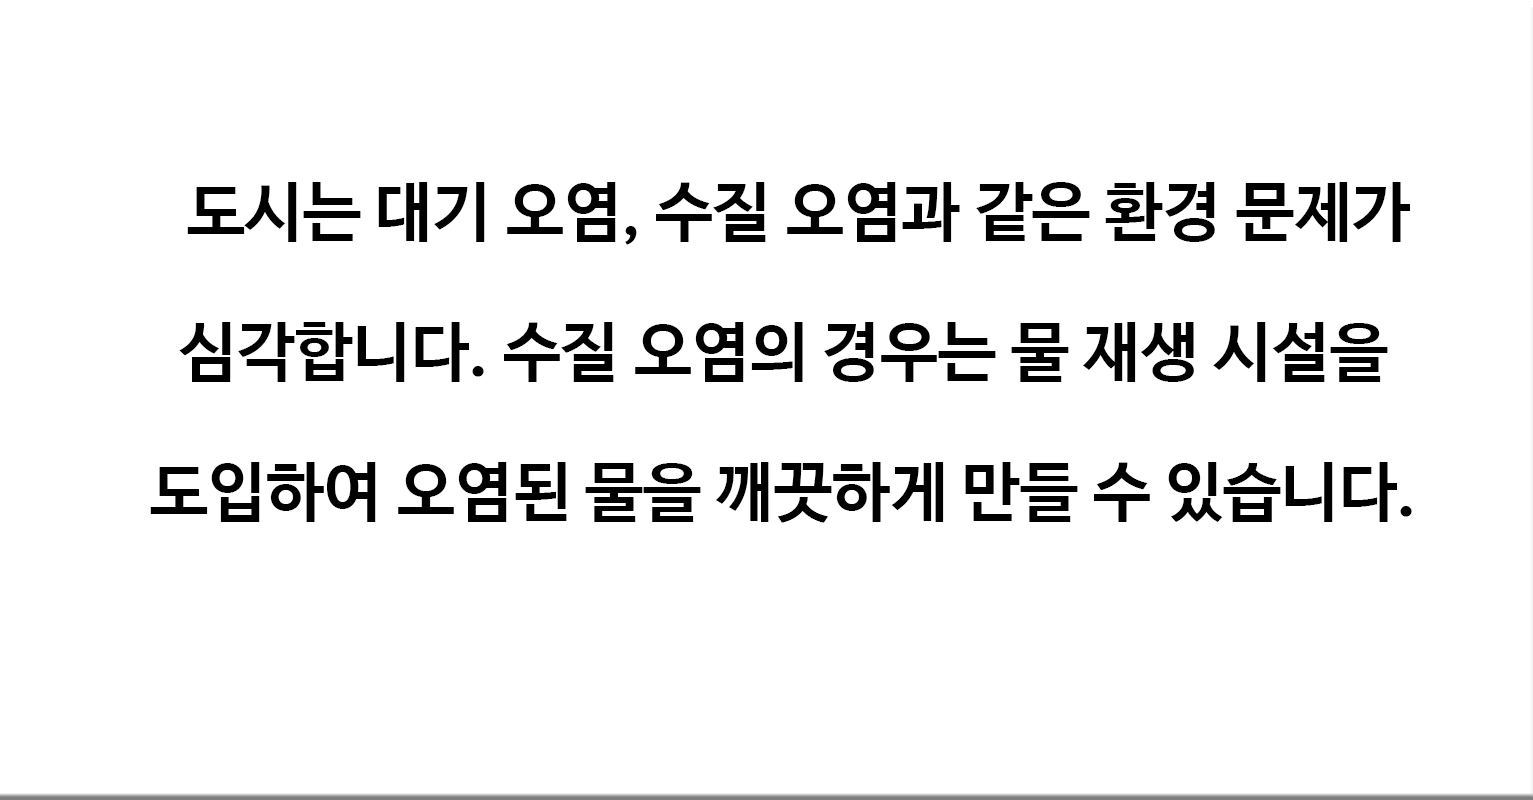 도시는 대기 오염, 수질 오염과 같은 환경 문제가
심각합니다. 수질 오염의 경우는 물 재생 시설을
도입하여 오염된 물을 깨끗하게 만들 수 있습니다.